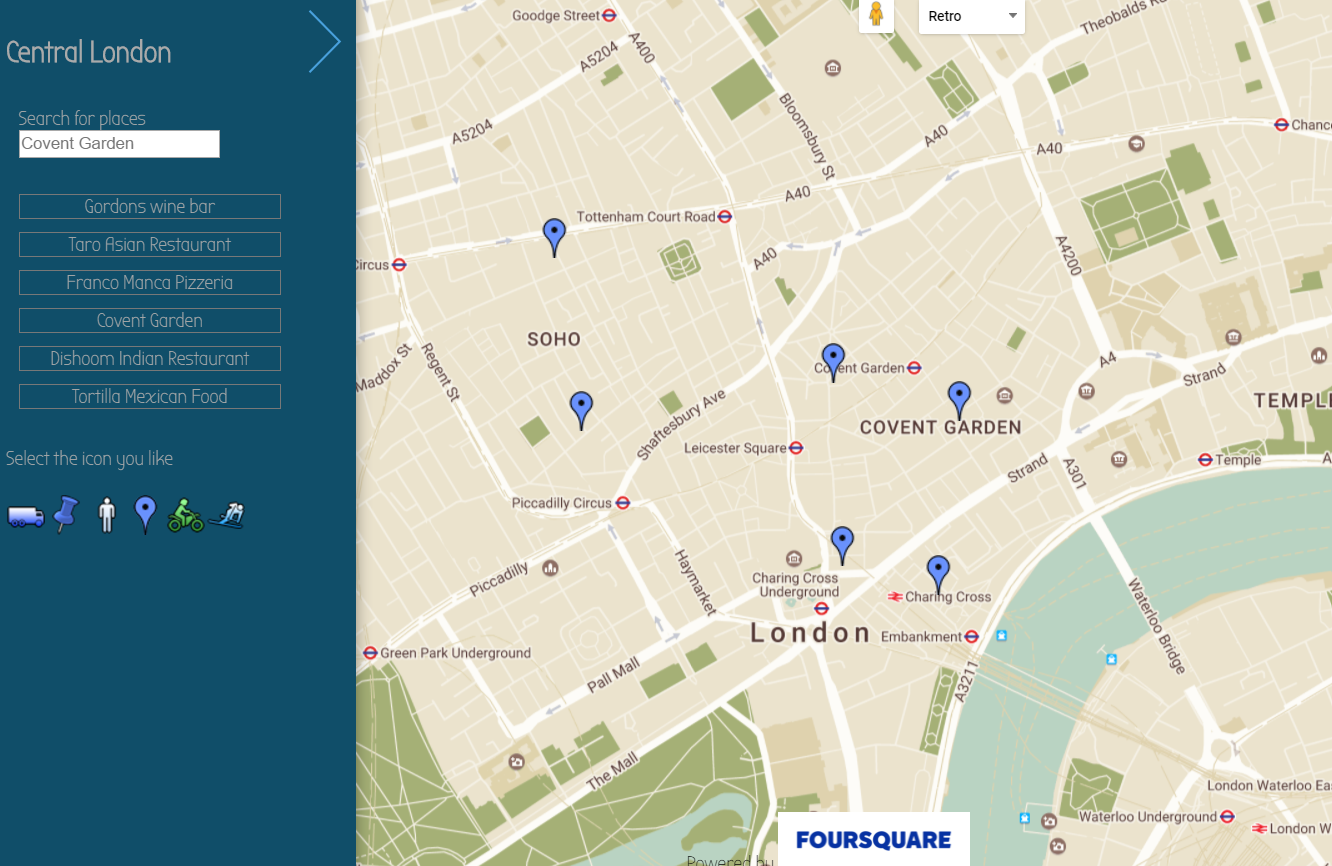 Central London
Search for places
Covent Garden
Gordons wine bar
Taro Asian Restaurant
Franco Manca Pizzeria
Covent Garden
Dishoom Indian Restaurant
Tortilla Mexican Food
Select the icon you like
Retro
Goodge Street
Theobalds
A5204
A400
Bloomsbury St
A5204
A40
A40
Chanc
A40
Tottenham Court Road
A40
A4200
Circus
SOHO
Maddox St
Regent St
Covent Garden
A4
Strand
Shaftesbury Ave
COVENT GARDEN
TEMPLE
Leicester Square
Strand
A301
Temple
Piccadilly Circus
Piccadilly
Haymarket
Charing Cross
Underground
Charing Cross
Waterloo Bridge
London
Embankment
Green Park Underground
Pall Mall
A3211
The Mall
London Waterloo Eas
Waterloo Underground
London W
FOURSQUARE
Powered by